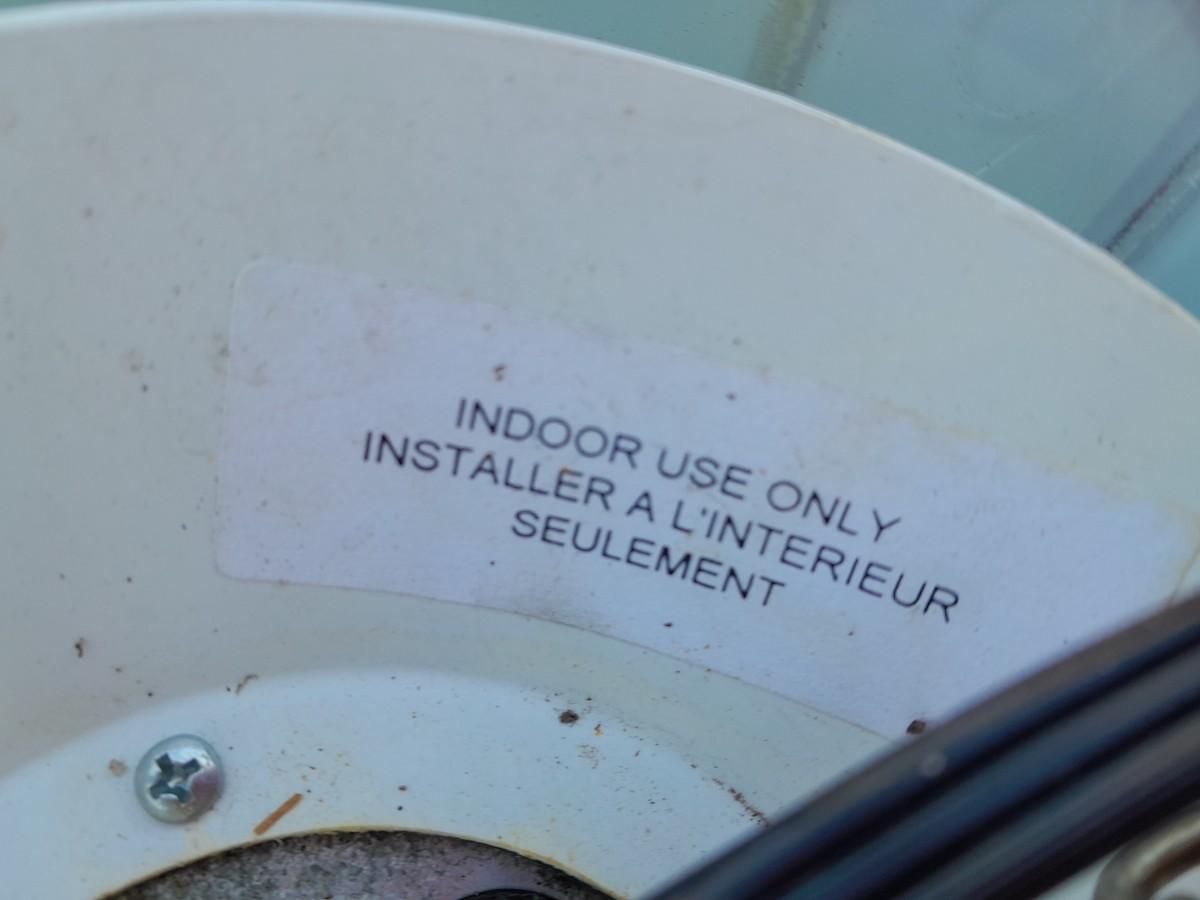 INDOOR USE ONLY
INSTALLER A L'INTERIEUR
SEULEMENT